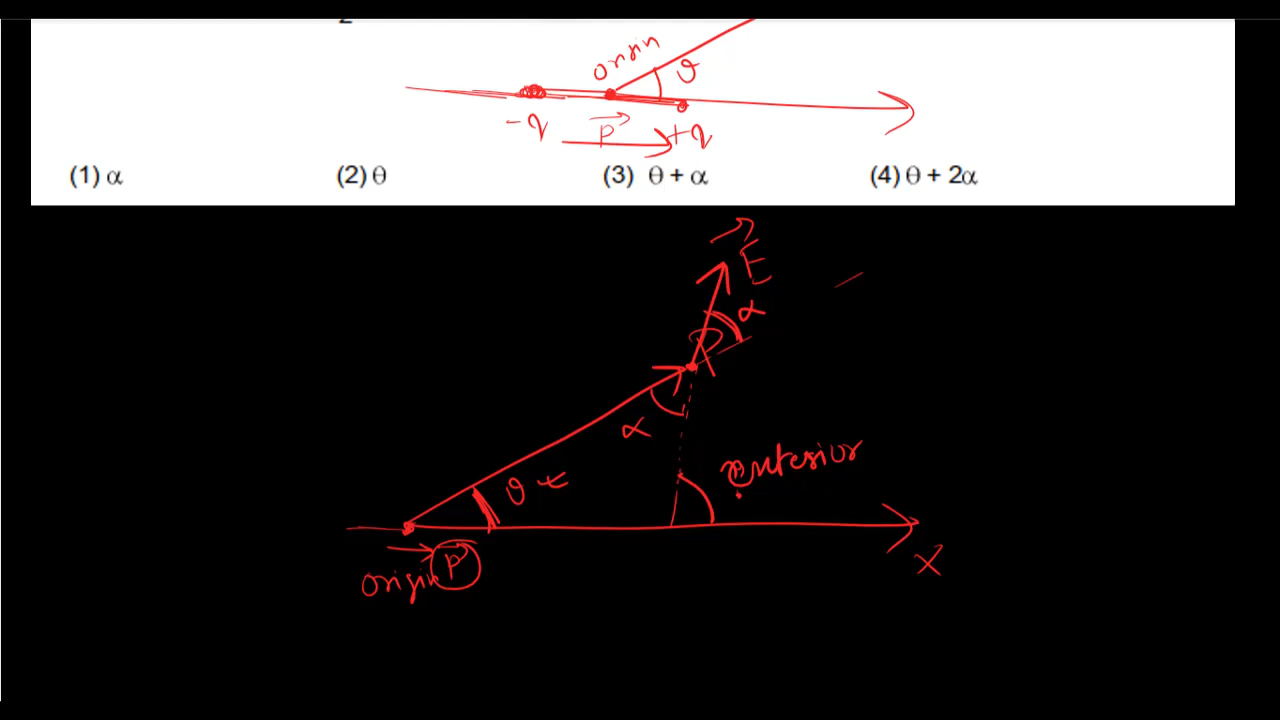 origin
θ
-q
p
+q
(1) α
(2) θ
(3) θ + α
(4) θ + 2α
E
α
P
α
θ
exterior
origin
p
X